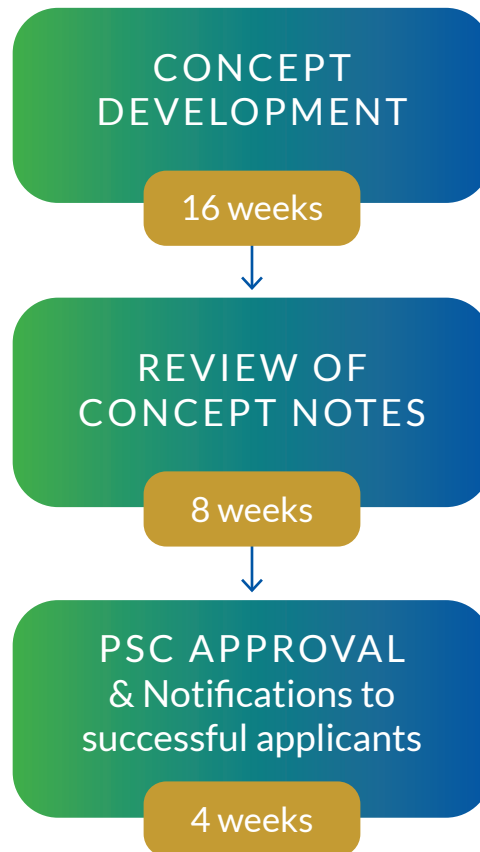 CONCEPT
DEVELOPMENT
16 weeks
REVIEW OF
CONCEPT NOTES
8 weeks
PSC APPROVAL
& Notifications to
successful applicants
4 weeks